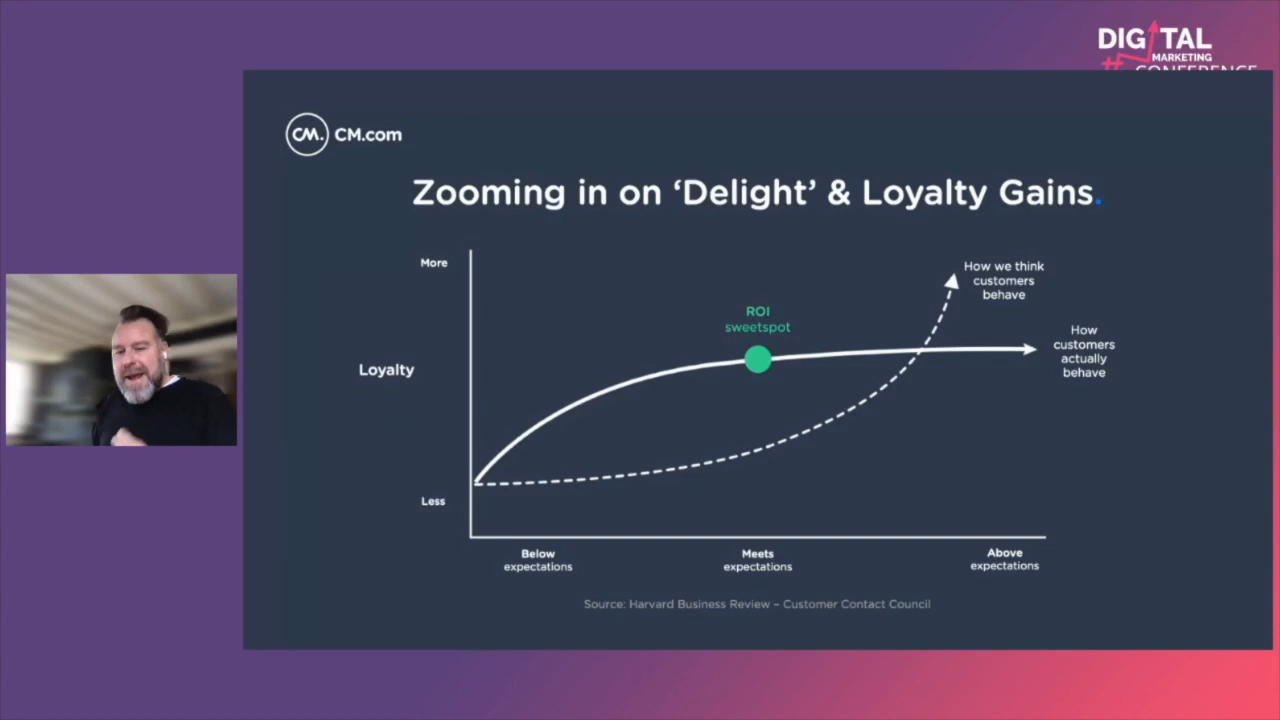 DIGITAL
MARKETING
#CONFERENCE
CM. CM.com
Zooming in on ‘Delight’ & Loyalty Gains.
More
How we think
customers
behave
ROI
sweetspot
How
customers
actually
behave
Loyalty
Less
Below
expectations
Meets
expectations
Above
expectations
Source: Harvard Business Review – Customer Contact Council